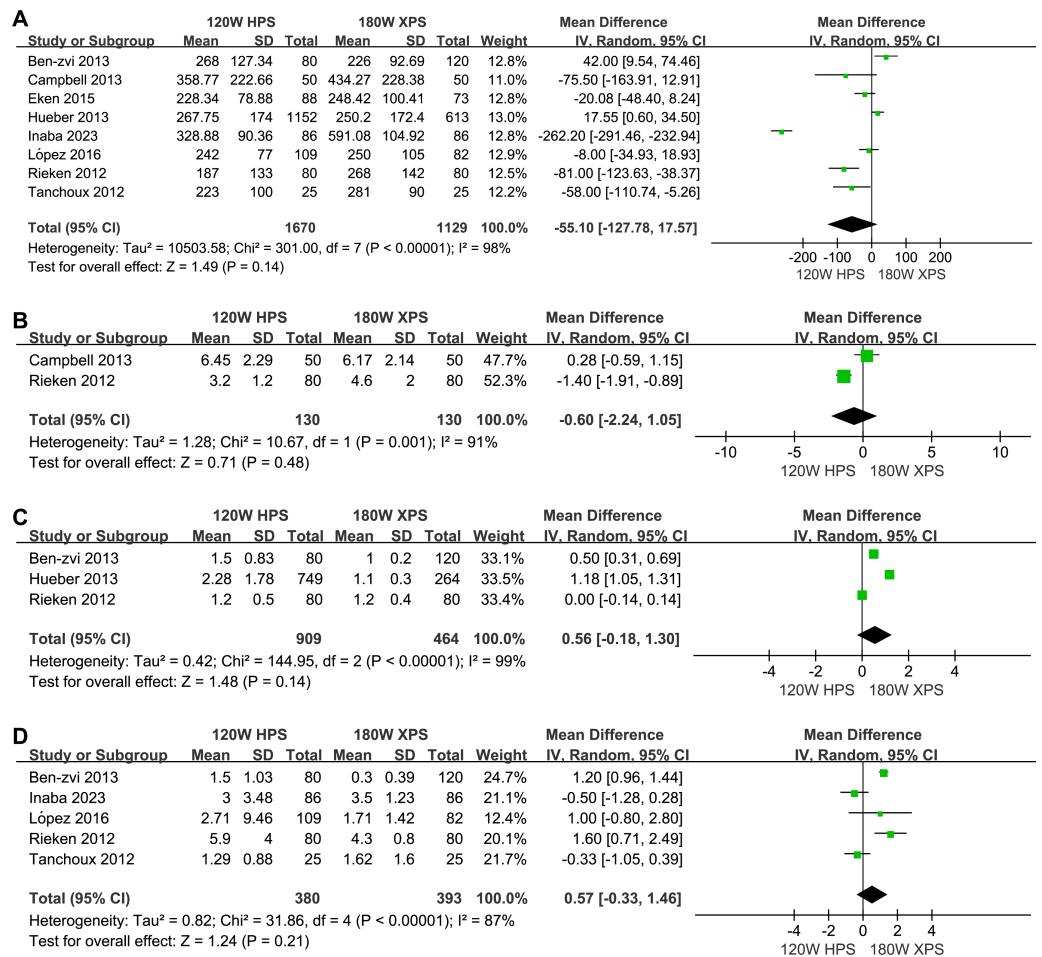 A
120W HPS 180W XPS Mean Difference Mean Difference
Study or Subgroup Mean SD Total Mean SD Total Weight IV, Random, 95% CI IV, Random, 95% CI
Ben-zvi 2013 268 127.34 80 226 92.69 120 12.8% 42.00 [9.54, 74.46]
Campbell 2013 358.77 222.66 50 434.27 228.38 50 11.0% -75.50 [-163.91, 12.91]
Eken 2015 228.34 78.88 88 248.42 100.41 73 12.8% -20.08 [-48.40, 8.24]
Hueber 2013 267.75 174 1152 250.2 172.4 613 13.0% 17.55 [0.60, 34.50]
Inaba 2023 328.88 90.36 86 591.08 104.92 86 12.8% -262.20 [-291.46, -232.94]
López 2016 242 77 109 250 105 82 12.9% -8.00 [-34.93, 18.93]
Rieken 2012 187 133 80 268 142 80 12.5% -81.00 [-123.63, -38.37]
Tanchoux 2012 223 100 25 281 90 25 12.2% -58.00 [-110.74, -5.26]
Total (95% CI) 1670 1129 100.0% -55.10 [-127.78, 17.57]
Heterogeneity: Tau² = 10503.58; Chi² = 301.00, df = 7 (P < 0.00001); I² = 98%
Test for overall effect: Z = 1.49 (P = 0.14)
-200 -100 0 100 200
120W HPS 180W XPS
B
120W HPS 180W XPS Mean Difference Mean Difference
Study or Subgroup Mean SD Total Mean SD Total Weight IV, Random, 95% CI IV, Random, 95% CI
Campbell 2013 6.45 2.29 50 6.17 2.14 50 47.7% 0.28 [-0.59, 1.15]
Rieken 2012 3.2 1.2 80 4.6 2 80 52.3% -1.40 [-1.91, -0.89]
Total (95% CI) 130 130 100.0% -0.60 [-2.24, 1.05]
Heterogeneity: Tau² = 1.28; Chi² = 10.67, df = 1 (P = 0.001); I² = 91%
Test for overall effect: Z = 0.71 (P = 0.48)
-10 -5 0 5 10
120W HPS 180W XPS
C
120W HPS 180W XPS Mean Difference Mean Difference
Study or Subgroup Mean SD Total Mean SD Total Weight IV, Random, 95% CI IV, Random, 95% CI
Ben-zvi 2013 1.5 0.83 80 1 0.2 120 33.1% 0.50 [0.31, 0.69]
Hueber 2013 2.28 1.78 749 1.1 0.3 264 33.5% 1.18 [1.05, 1.31]
Rieken 2012 1.2 0.5 80 1.2 0.4 80 33.4% 0.00 [-0.14, 0.14]
Total (95% CI) 909 464 100.0% 0.56 [-0.18, 1.30]
Heterogeneity: Tau² = 0.42; Chi² = 144.95, df = 2 (P < 0.00001); I² = 99%
Test for overall effect: Z = 1.48 (P = 0.14)
-4 -2 0 2 4
120W HPS 180W XPS
D
120W HPS 180W XPS Mean Difference Mean Difference
Study or Subgroup Mean SD Total Mean SD Total Weight IV, Random, 95% CI IV, Random, 95% CI
Ben-zvi 2013 1.5 1.03 80 0.3 0.39 120 24.7% 1.20 [0.96, 1.44]
Inaba 2023 3 3.48 86 3.5 1.23 86 21.1% -0.50 [-1.28, 0.28]
López 2016 2.71 9.46 109 1.71 1.42 82 12.4% 1.00 [-0.80, 2.80]
Rieken 2012 5.9 4 80 4.3 0.8 80 20.1% 1.60 [0.71, 2.49]
Tanchoux 2012 1.29 0.88 25 1.62 1.6 25 21.7% -0.33 [-1.05, 0.39]
Total (95% CI) 380 393 100.0% 0.57 [-0.33, 1.46]
Heterogeneity: Tau² = 0.82; Chi² = 31.86, df = 4 (P < 0.00001); I² = 87%
Test for overall effect: Z = 1.24 (P = 0.21)
-4 -2 0 2 4
120W HPS 180W XPS